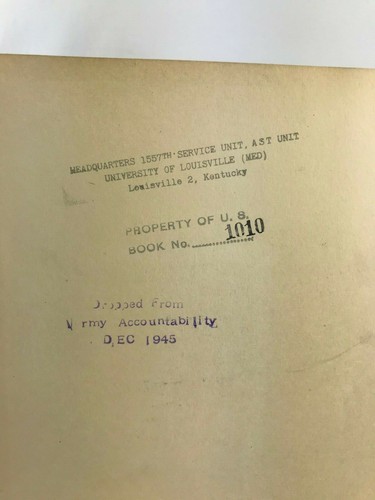 HEADQUARTERS 1557TH SERVICE UNIT, AST UNIT
UNIVERSITY OF LOUISVILLE (MED)
Louisville 2, Kentucky
PROPERTY OF U. S.
BOOK No. 1010
Dropped From
Army Accountability
DEC 1945